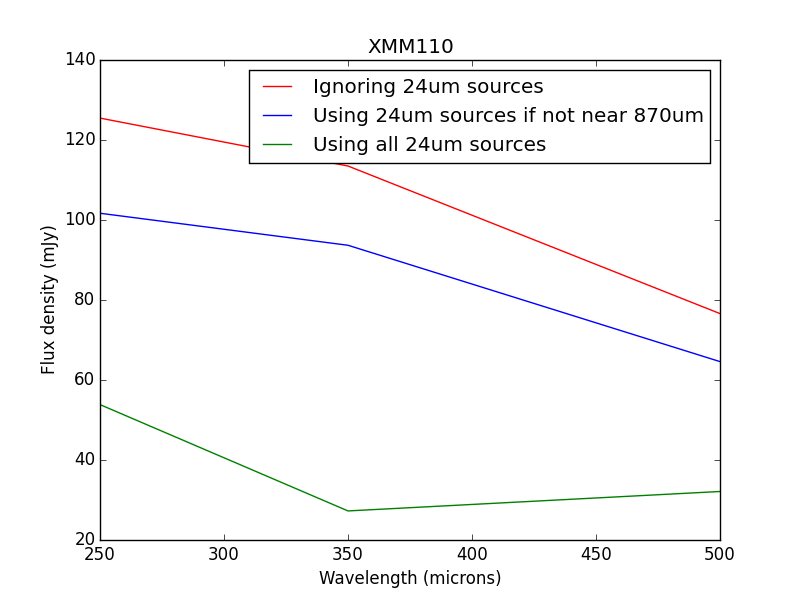 XMM110
140
120
100
80
60
40
20
Flux density (mJy)
Ignoring 24um sources
Using 24um sources if not near 870um
Using all 24um sources
250 300 350 400 450 500
Wavelength (microns)